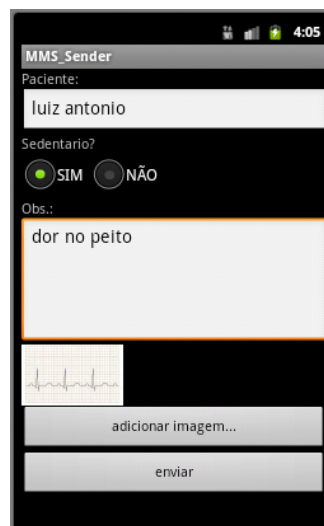 4:05
MMS_Sender
Paciente:
luiz antonio
Sedentario?
SIM NÃO
Obs.:
dor no peito
adicionar imagem...
enviar